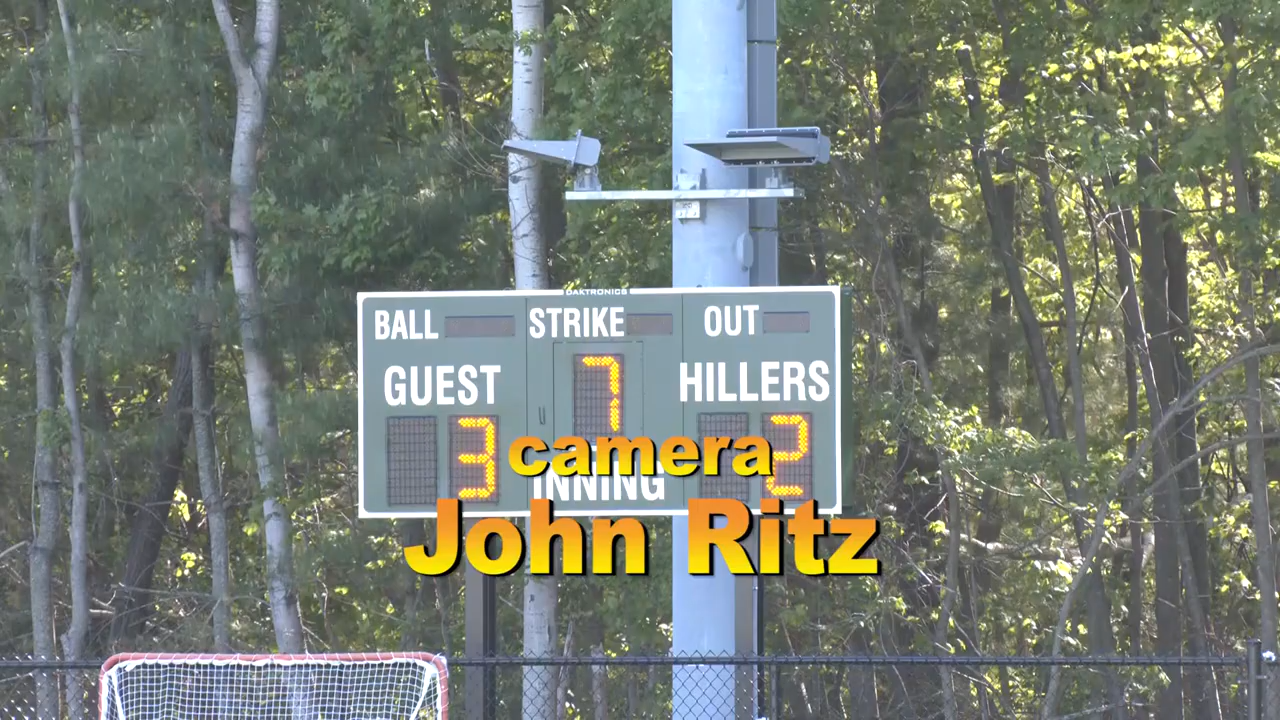 DAKTRONICS
BALL STRIKE OUT
GUEST 7 HILLERS
3 2
INNING
camera
John Ritz